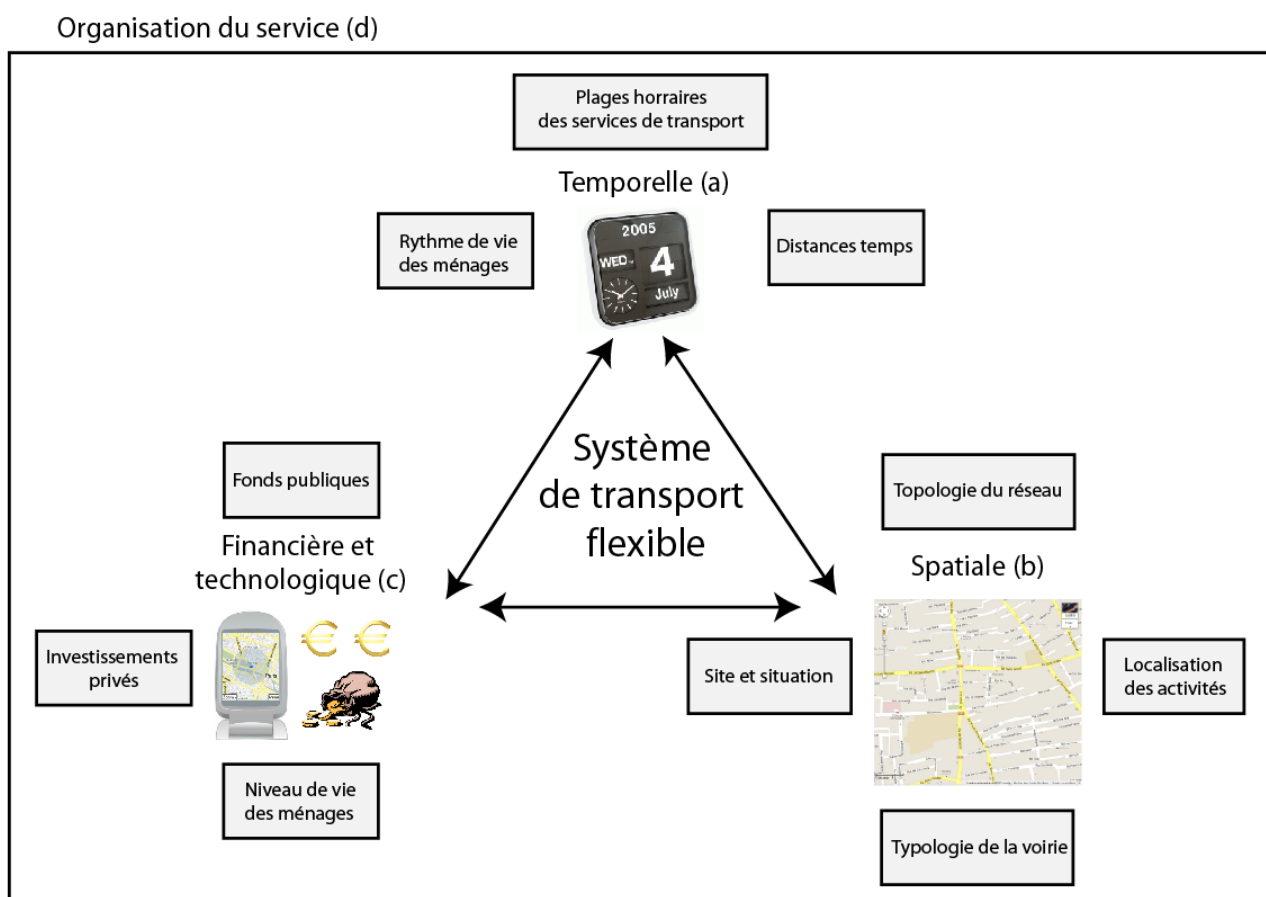 Organisation du service (d)
Plages horraires
des services de transport
Temporelle (a)
Rythme de vie
des ménages
2005
WED
4
July
Distances temps
Système
de transport
flexible
Fonds publiques
Financière et
technologique (c)
Investissements
privés
Niveau de vie
des ménages
Topologie du réseau
Spatiale (b)
Site et situation
Localisation
des activités
Typologie de la voirie